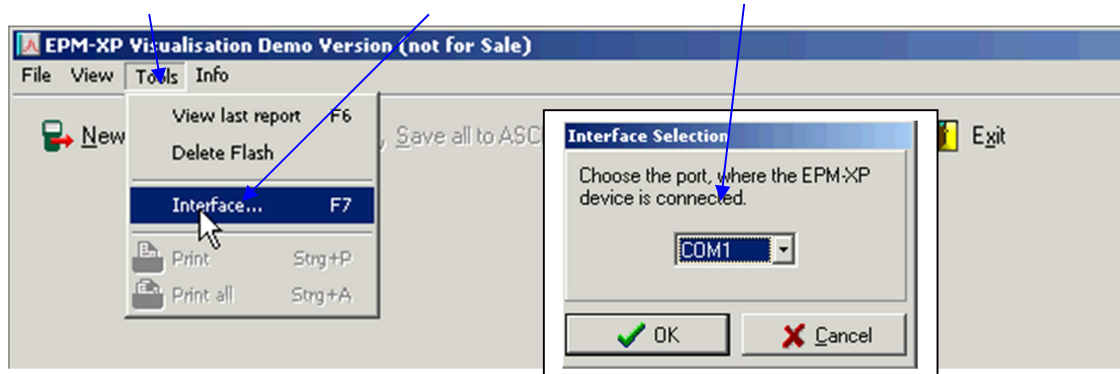 EPM-XP Visualisation Demo Version (not for Sale)
File View Tools Info
New
Save all to ASC
Exit
View last report F6
Delete Flash
Interface... F7
Print Strg+P
Print all Strg+A
Interface Selection
Choose the port, where the EPM-XP
device is connected.
COM1
OK Cancel